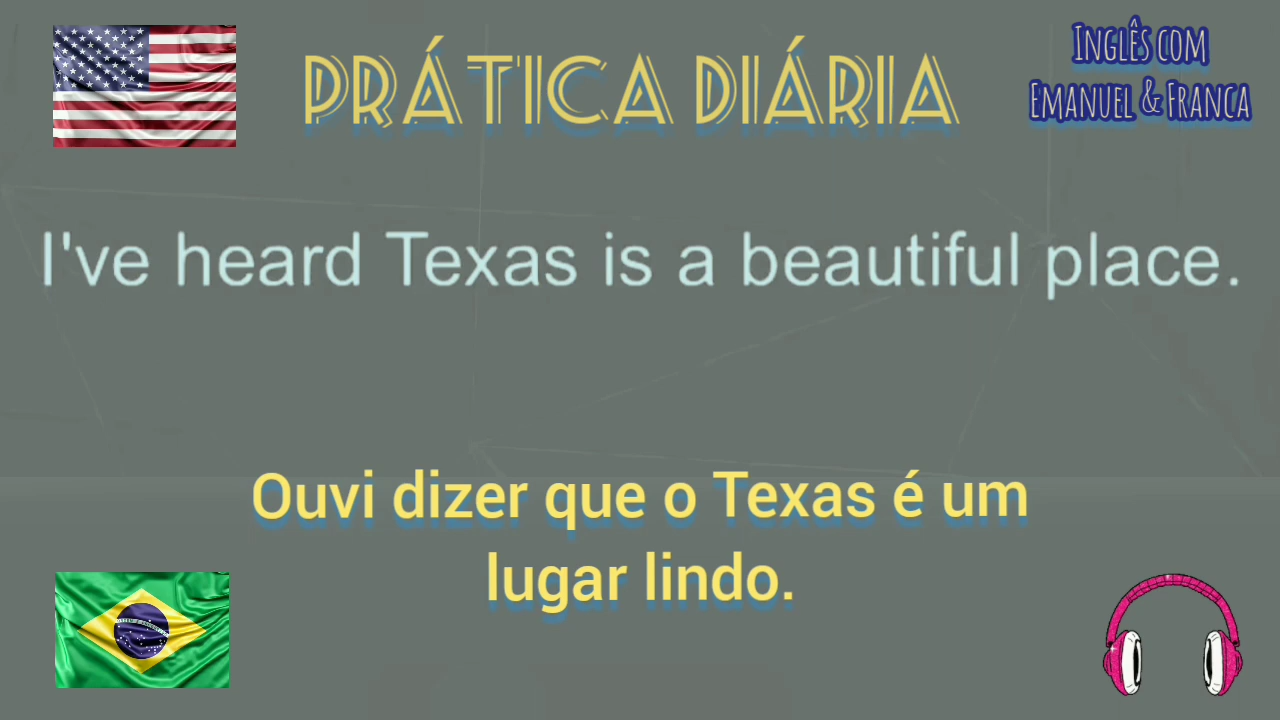 PRÁTICA DIÁRIA
Inglês com
Emanuel & Franca
I've heard Texas is a beautiful place.
Ouvi dizer que o Texas é um
lugar lindo.